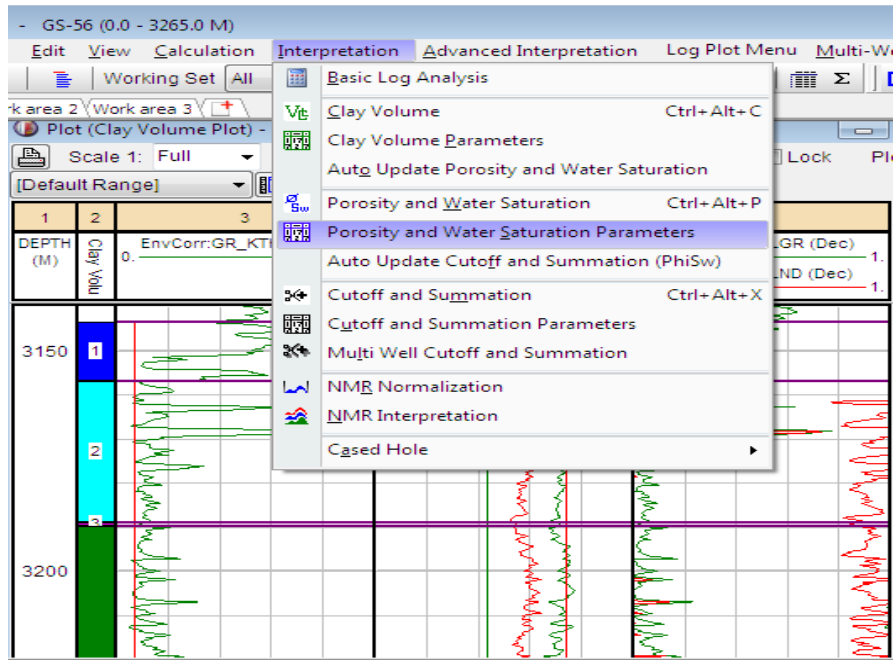 - GS-56 (0.0 - 3265.0 M)
Edit View Calculation Interpretation Advanced Interpretation Log Plot Menu Multi-W
Working Set All Σ
rk area 2 Work area 3
Plot (Clay Volume Plot) -
Scale 1: Full Lock Pl
[Default Range]
Basic Log Analysis
Clay Volume Ctrl+Alt+C
Clay Volume Parameters
Auto Update Porosity and Water Saturation
Porosity and Water Saturation Ctrl+Alt+P
Porosity and Water Saturation Parameters
Auto Update Cutoff and Summation (PhiSw)
Cutoff and Summation Ctrl+Alt+X
Cutoff and Summation Parameters
Multi Well Cutoff and Summation
NMR Normalization
NMR Interpretation
Cased Hole
1 2 3
DEPTH (M)
Clay Volu
EnvCorr:GR_KTH
0.
GR (Dec)
1.
LND (Dec)
1.
3150
1
2
3
3200